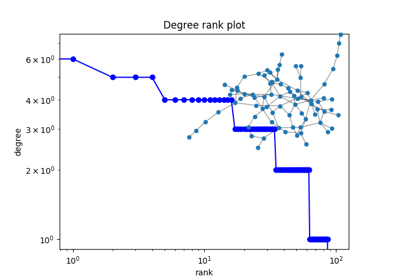 Degree rank plot
6 × 10⁰
4 × 10⁰
3 × 10⁰
2 × 10⁰
10⁰
degree
10⁰
10¹
10²
rank